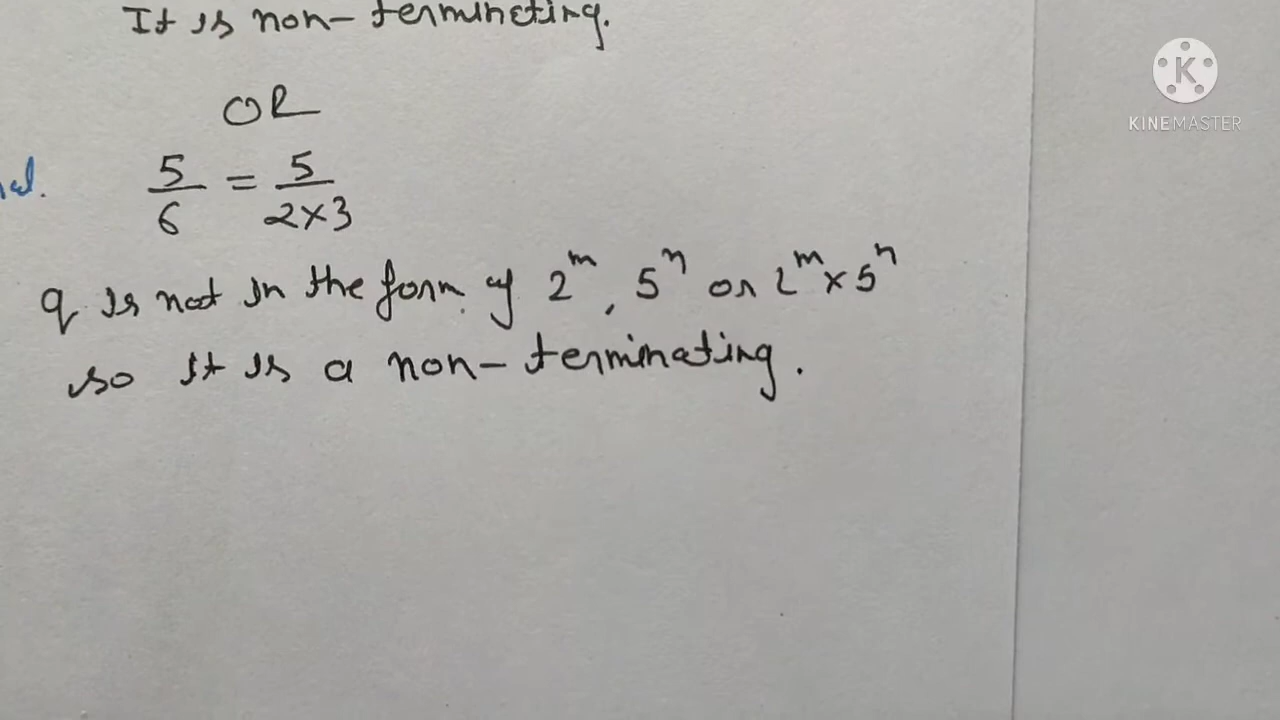 It is non-terminating.
OR
5/6 = 5/2×3
q is not in the form of 2^m, 5^n or 2^m×5^n
so it is a non-terminating.
K
KINEMASTER